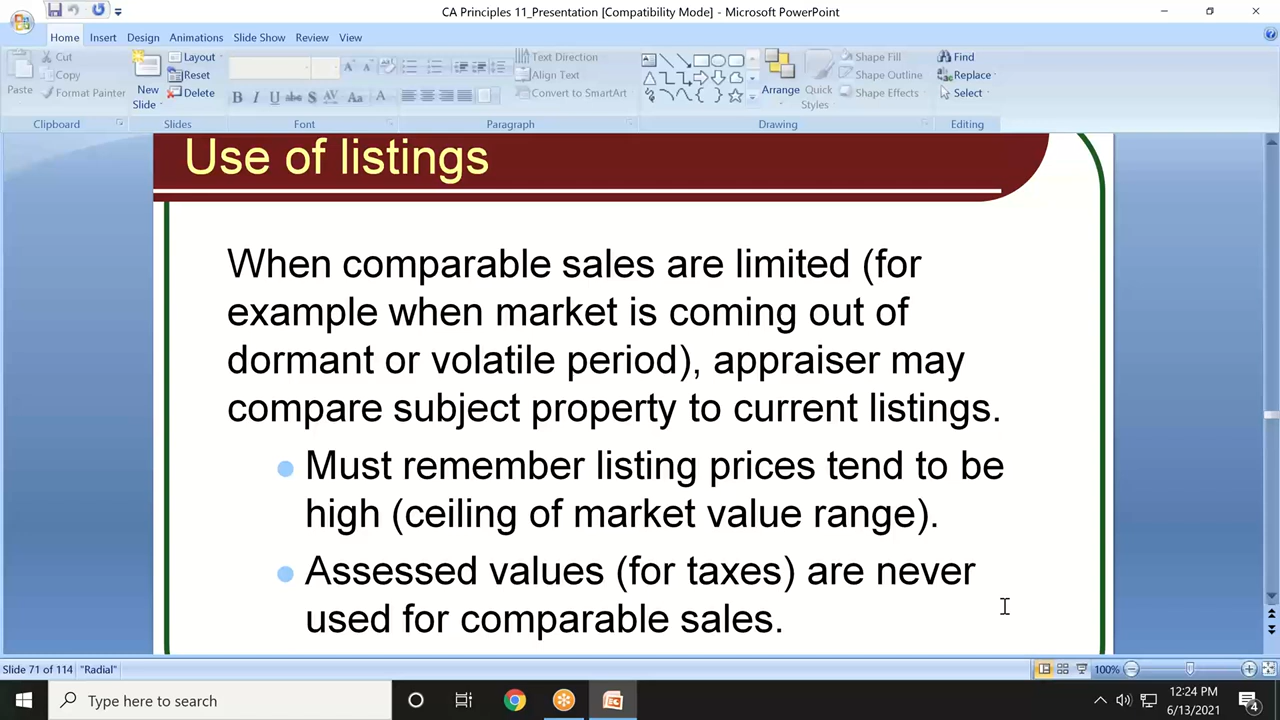 CA Principles 11_Presentation [Compatibility Mode] - Microsoft PowerPoint
Home Insert Design Animations Slide Show Review View
Paste
Cut
Copy
Format Painter
Clipboard
New Slide
Layout
Reset
Delete
Slides
B I U abc S AV Aa A
Font
Text Direction
Align Text
Convert to SmartArt
Paragraph
Arrange
Quick Styles
Shape Fill
Shape Outline
Shape Effects
Drawing
Find
Replace
Select
Editing
Use of listings
When comparable sales are limited (for
example when market is coming out of
dormant or volatile period), appraiser may
compare subject property to current listings.
Must remember listing prices tend to be
high (ceiling of market value range).
Assessed values (for taxes) are never
used for comparable sales.
Slide 71 of 114 "Radial" 100%
Type here to search
12:24 PM
6/13/2021
4